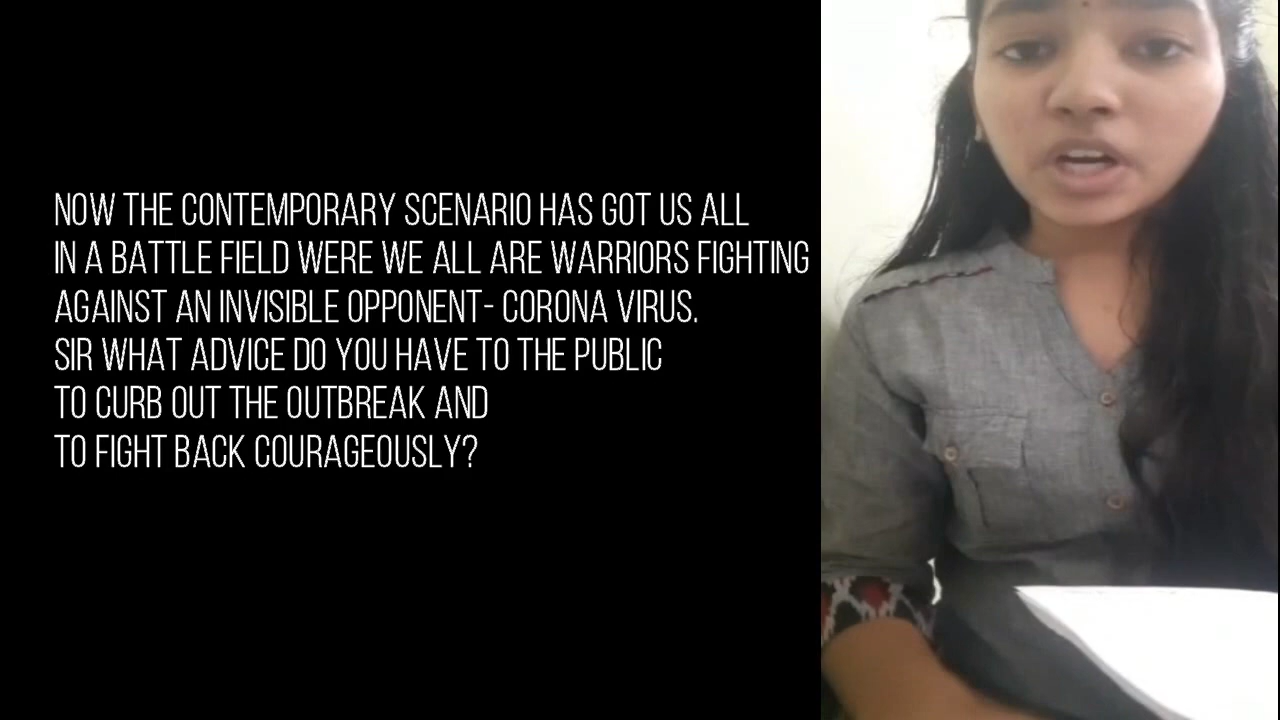 NOW THE CONTEMPORARY SCENARIO HAS GOT US ALL
IN A BATTLE FIELD WERE WE ALL ARE WARRIORS FIGHTING
AGAINST AN INVISIBLE OPPONENT- CORONA VIRUS.
SIR WHAT ADVICE DO YOU HAVE TO THE PUBLIC
TO CURB OUT THE OUTBREAK AND
TO FIGHT BACK COURAGEOUSLY?